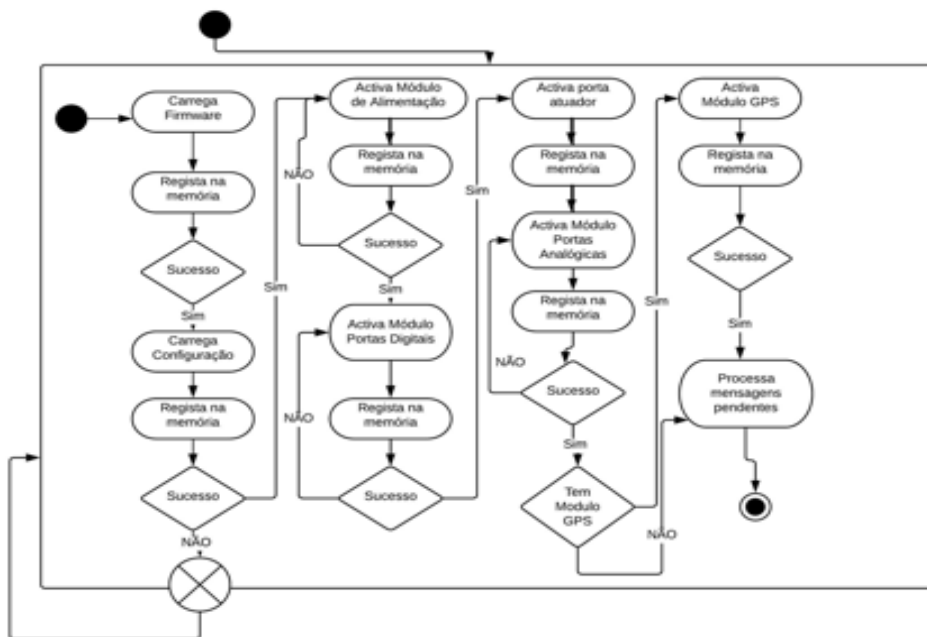 Carrega
Firmware
Regista na
memória
Sucesso
Sim
Carrega
Configuração
Regista na
memória
Sucesso
NÃO
Sim
Activa Módulo
de Alimentação
NÃO
Regista na
memória
Sucesso
Sim
Activa Módulo
Portas Digitais
NÃO
Regista na
memória
Sucesso
Sim
Activa porta
atuador
Regista na
memória
Activa Módulo
Portas
Analógicas
Regista na
memória
NÃO
Sucesso
Sim
Tem
Modulo
GPS
NÃO
Sim
Activa
Módulo GPS
Regista na
memória
Sucesso
Sim
Processa
mensagens
pendentes